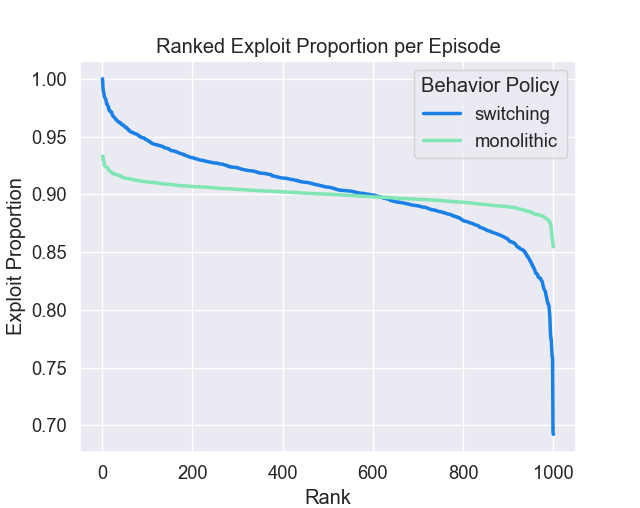 Ranked Exploit Proportion per Episode
Exploit Proportion
1.00
0.95
0.90
0.85
0.80
0.75
0.70
Behavior Policy
switching
monolithic
0 200 400 600 800 1000
Rank